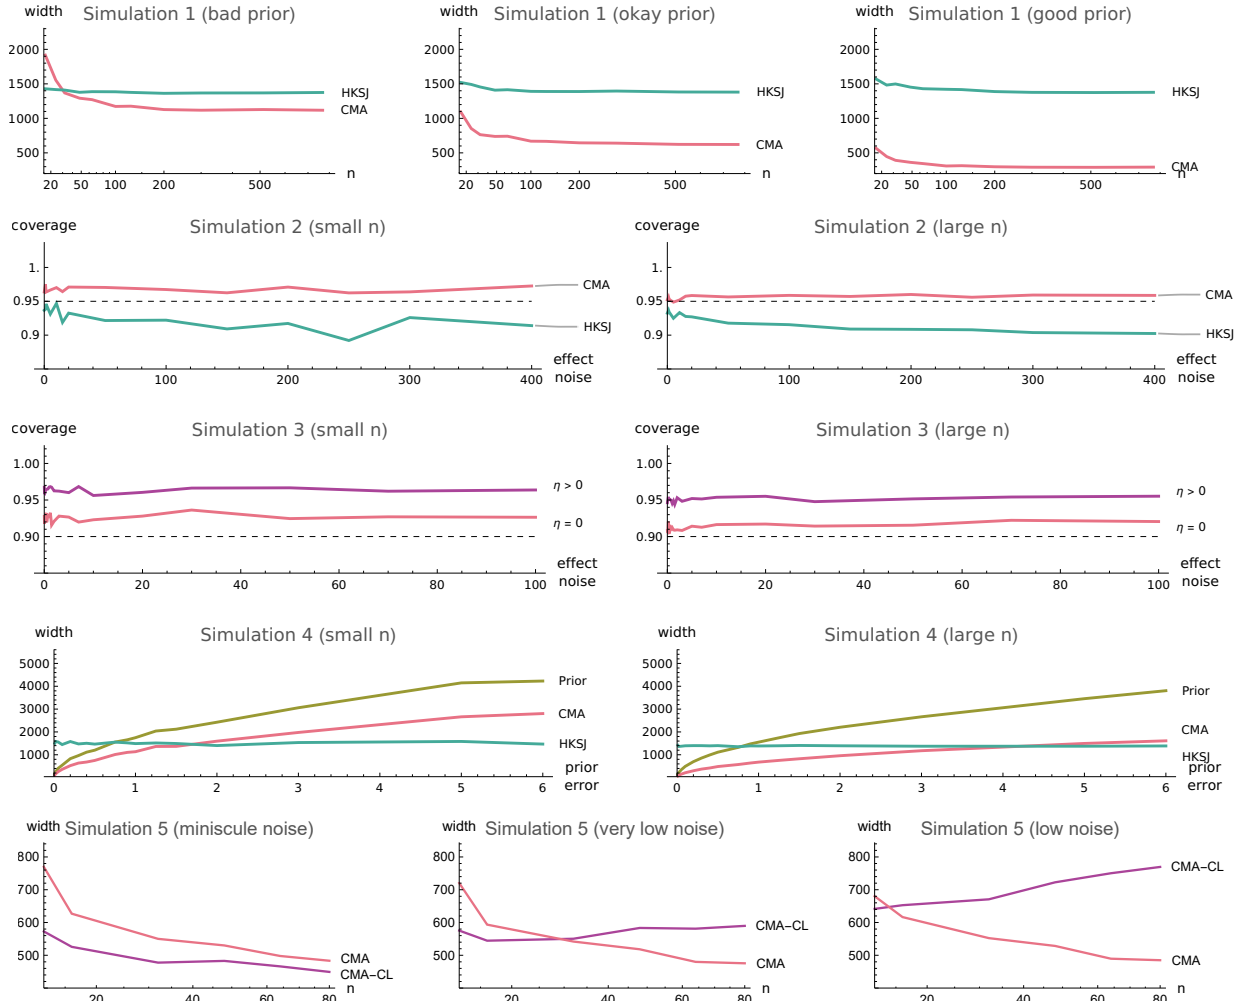 width Simulation 1 (bad prior) width Simulation 1 (okay prior) width Simulation 1 (good prior)
2000 2000 2000
1500 HKSJ 1500 HKSJ 1500 HKSJ
1000 CMA 1000 1000
500 500 CMA 500 CMA
n n n
20 50 100 200 500 20 50 100 200 500 20 50 100 200 500
coverage Simulation 2 (small n) coverage Simulation 2 (large n)
1. CMA 1. CMA
0.95 0.95
0.9 HKSJ 0.9 HKSJ
effect effect
0 100 200 300 400 noise 0 100 200 300 400 noise
coverage Simulation 3 (small n) coverage Simulation 3 (large n)
1.00 1.00
0.95 η > 0 0.95 η > 0
η = 0 η = 0
0.90 0.90
effect effect
0 20 40 60 80 100 noise 0 20 40 60 80 100 noise
width Simulation 4 (small n) width Simulation 4 (large n)
5000 5000
4000 Prior 4000 Prior
3000 CMA 3000 CMA
2000 HKSJ 2000
1000 1000 HKSJ
prior prior
0 1 2 3 4 5 6 error 0 1 2 3 4 5 6 error
width Simulation 5 (miniscule noise) width Simulation 5 (very low noise) width Simulation 5 (low noise)
800 800 800 CMA−CL
700 700 700
600 600 CMA−CL 600
500 CMA 500 CMA 500 CMA
CMA−CL
n n n
20 40 60 80 20 40 60 80 20 40 60 80